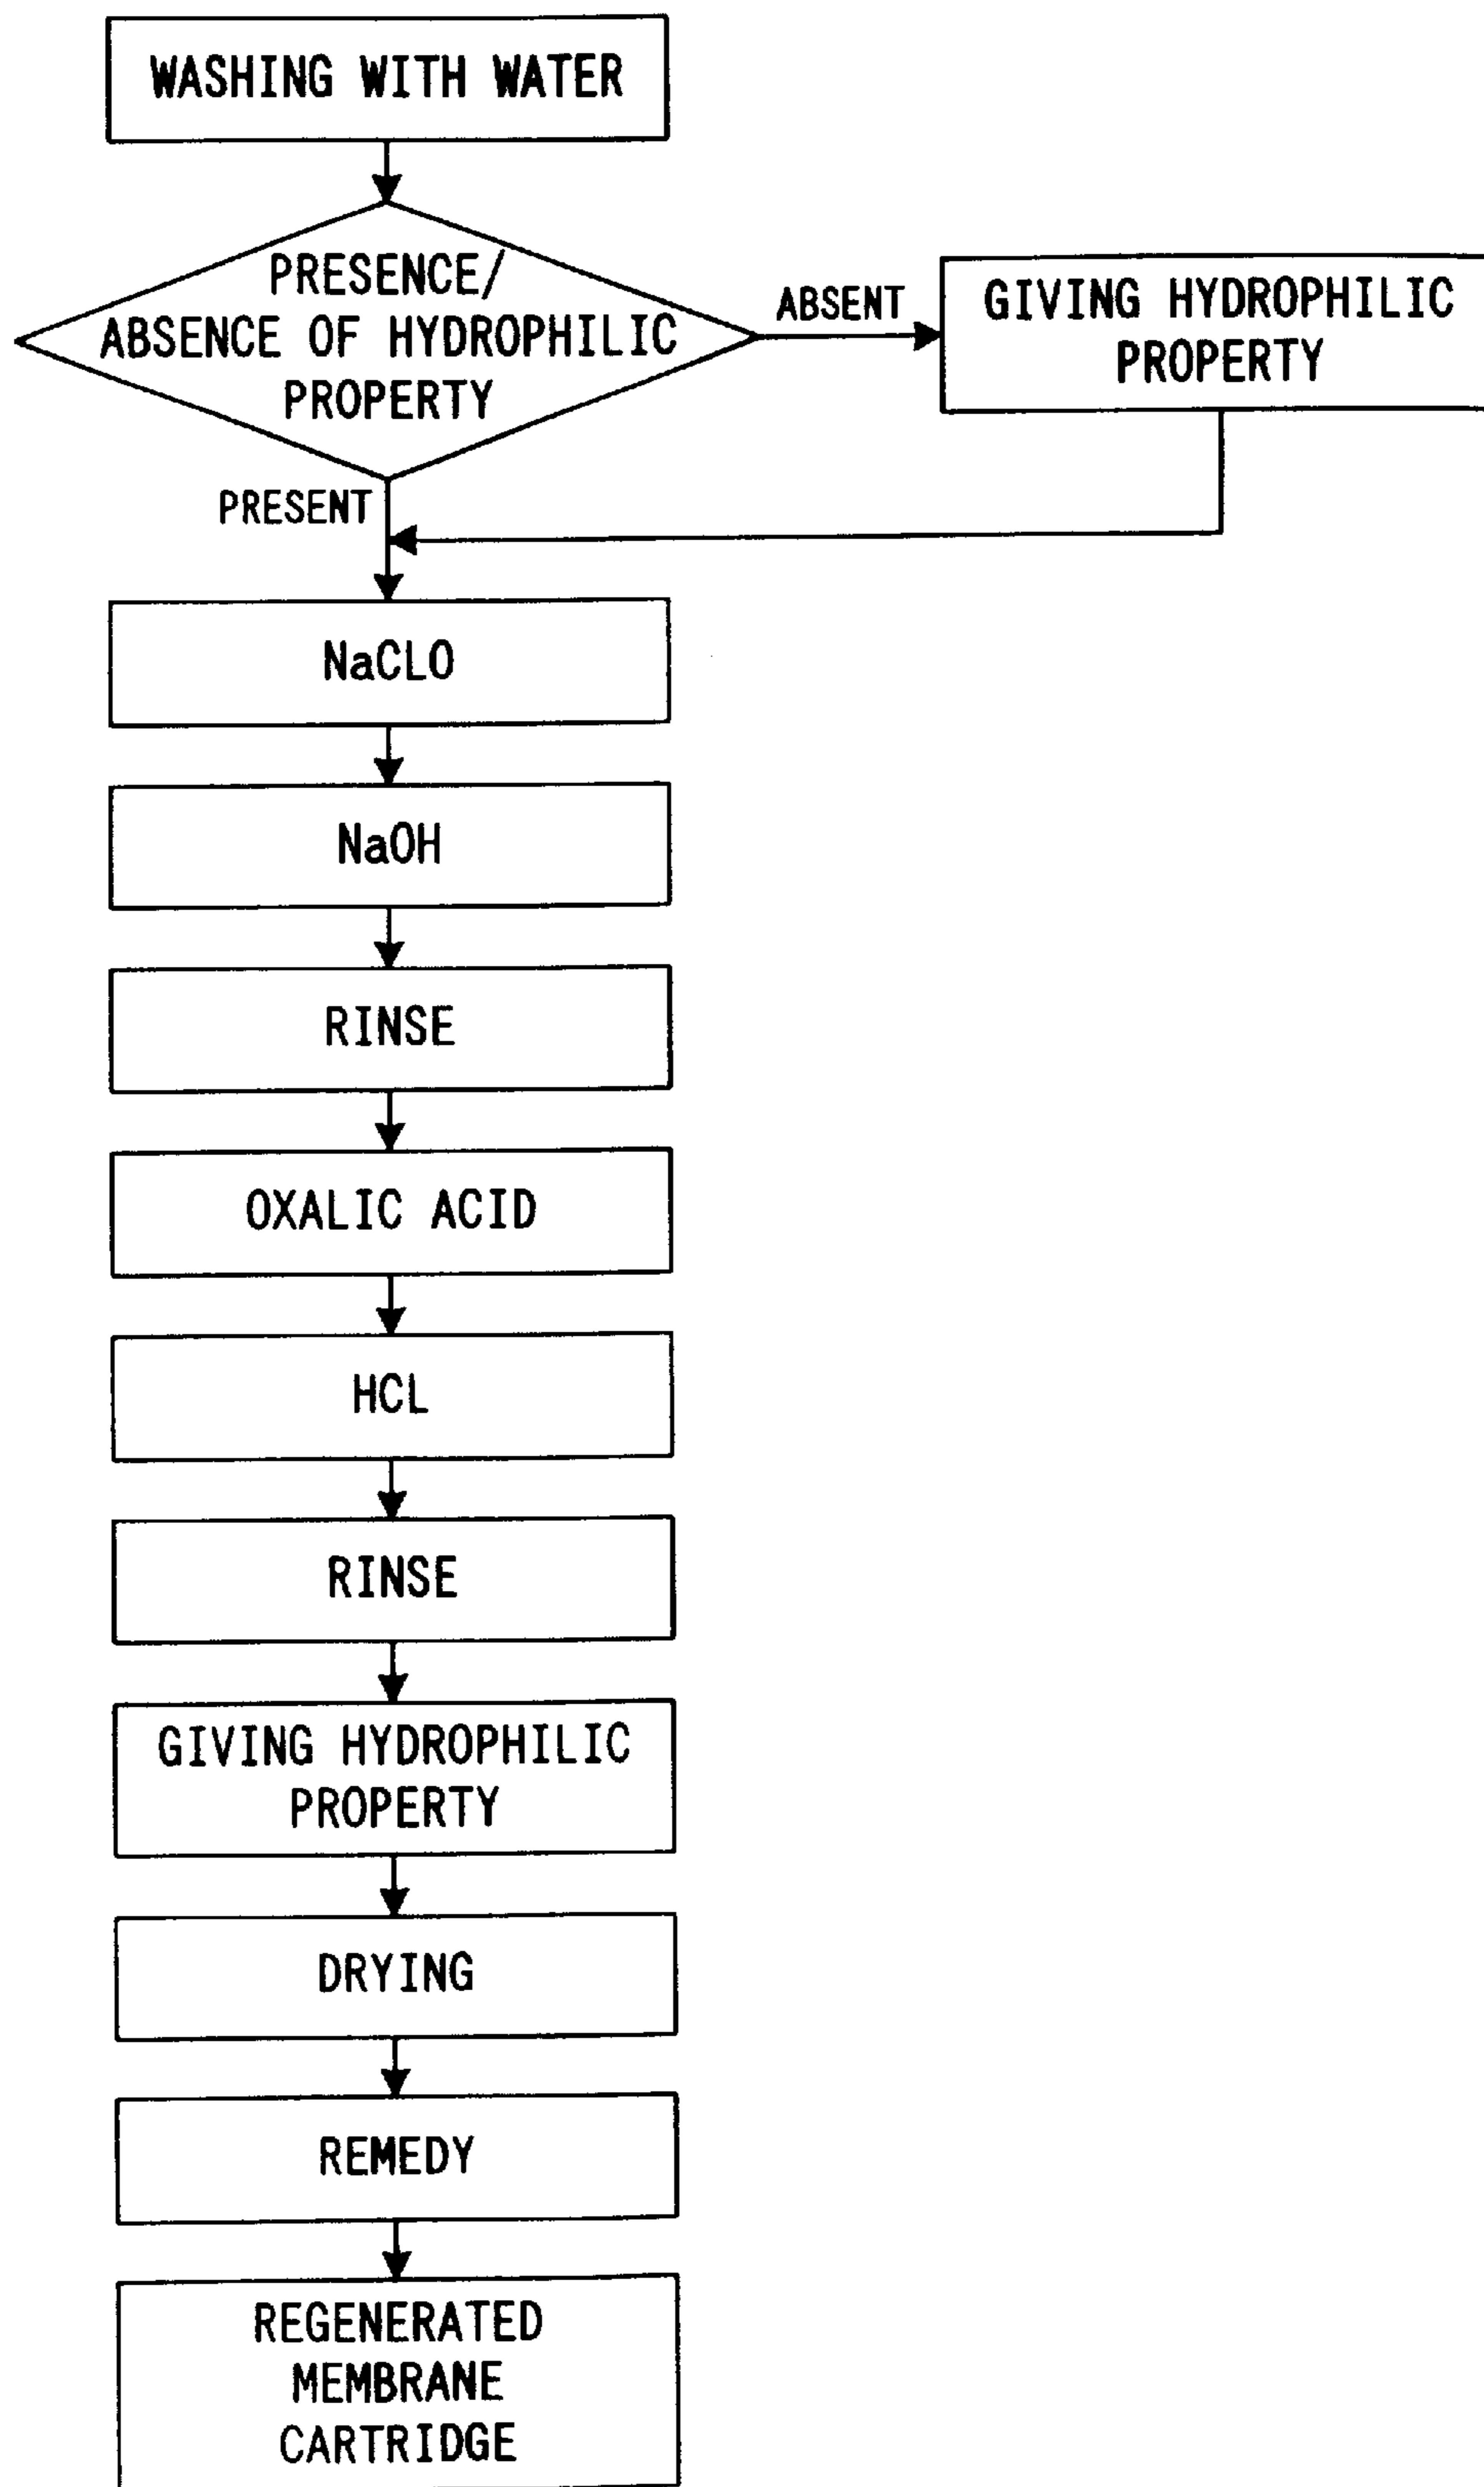 WASHING WITH WATER
PRESENCE/
ABSENCE OF HYDROPHILIC
PROPERTY
ABSENT
GIVING HYDROPHILIC
PROPERTY
PRESENT
NaCLO
NaOH
RINSE
OXALIC ACID
HCL
RINSE
GIVING HYDROPHILIC
PROPERTY
DRYING
REMEDY
REGENERATED
MEMBRANE
CARTRIDGE